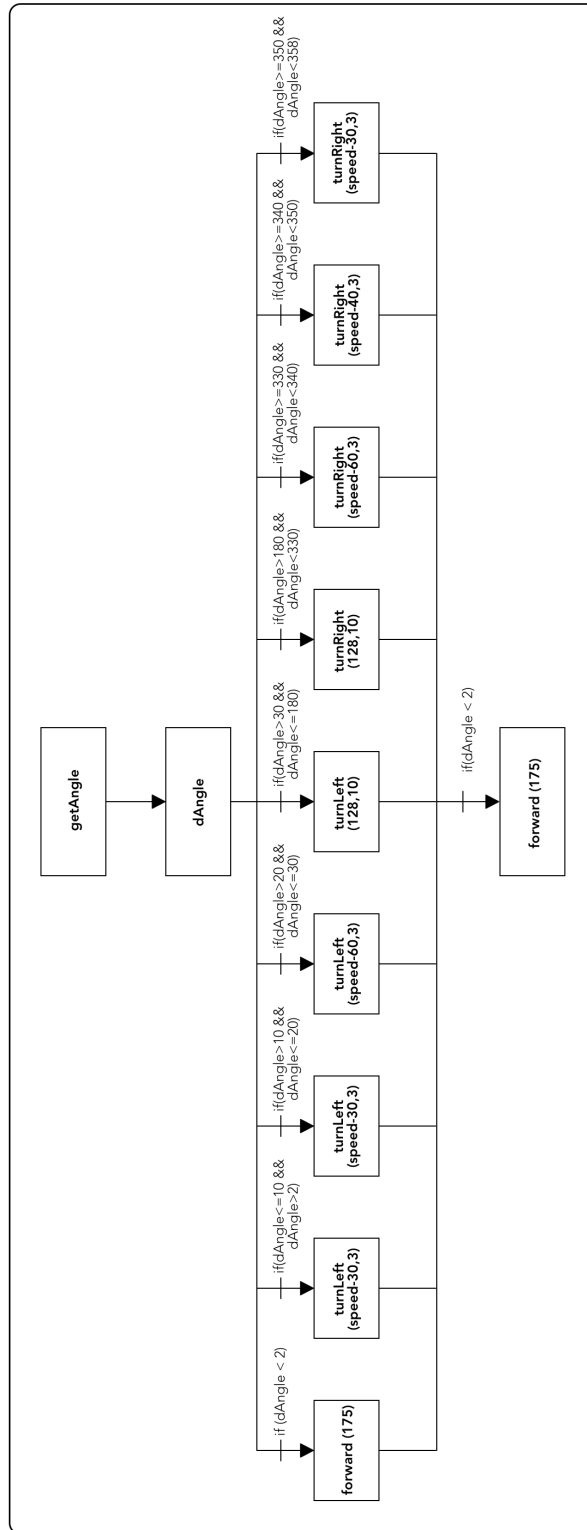 getAngle
dAngle
if (dAngle < 2)
if(dAngle<=10 &&
dAngle>2)
if(dAngle>10 &&
dAngle<=20)
if(dAngle>20 &&
dAngle<=30)
if(dAngle>30 &&
dAngle<=180)
if(dAngle>180 &&
dAngle<330)
if(dAngle>=330 &&
dAngle<340)
if(dAngle>=340 &&
dAngle<350)
if(dAngle>=350 &&
dAngle<358)
forward (175)
turnLeft
(speed-30,3)
turnLeft
(speed-30,3)
turnLeft
(speed-60,3)
turnLeft
(128,10)
turnRight
(128,10)
turnRight
(speed-60,3)
turnRight
(speed-40,3)
turnRight
(speed-30,3)
if(dAngle < 2)
forward (175)